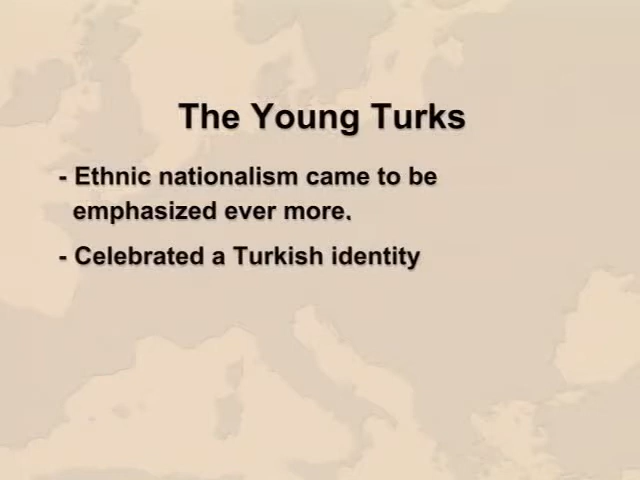 The Young Turks
- Ethnic nationalism came to be
emphasized ever more.
- Celebrated a Turkish identity